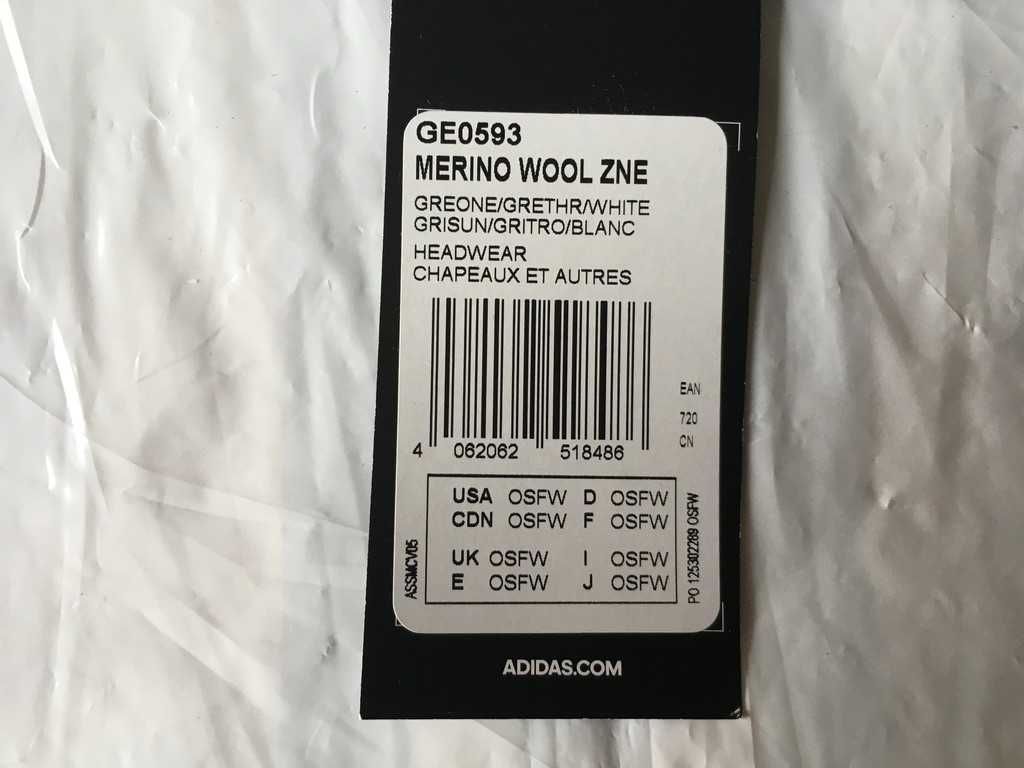 GE0593
MERINO WOOL ZNE
GREONE/GRETHR/WHITE
GRISUN/GRITRO/BLANC
HEADWEAR
CHAPEAUX ET AUTRES
EAN
720
CN
4 062062 518486
USA OSFW D OSFW
CDN OSFW F OSFW
UK OSFW I OSFW
E OSFW J OSFW
ASSMCV05
PO 125302289 OSFW
ADIDAS.COM